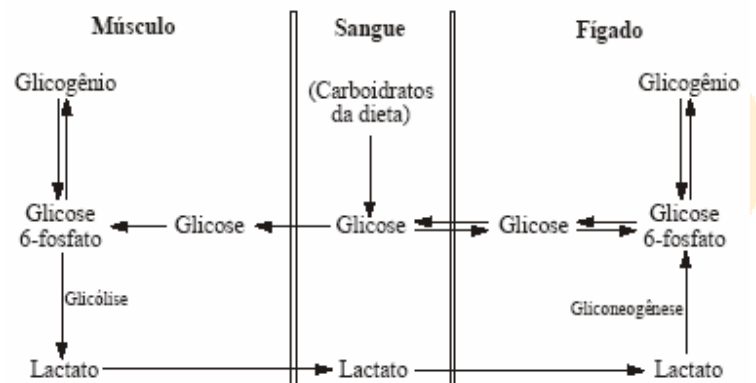 Músculo
Sangue
Fígado
Glicogênio
(Carboidratos
da dieta)
Glicogênio
Glicose
6-fosfato
Glicose
Glicose
Glicose
Glicose
6-fosfato
Glicólise
Gliconeogênese
Lactato
Lactato
Lactato